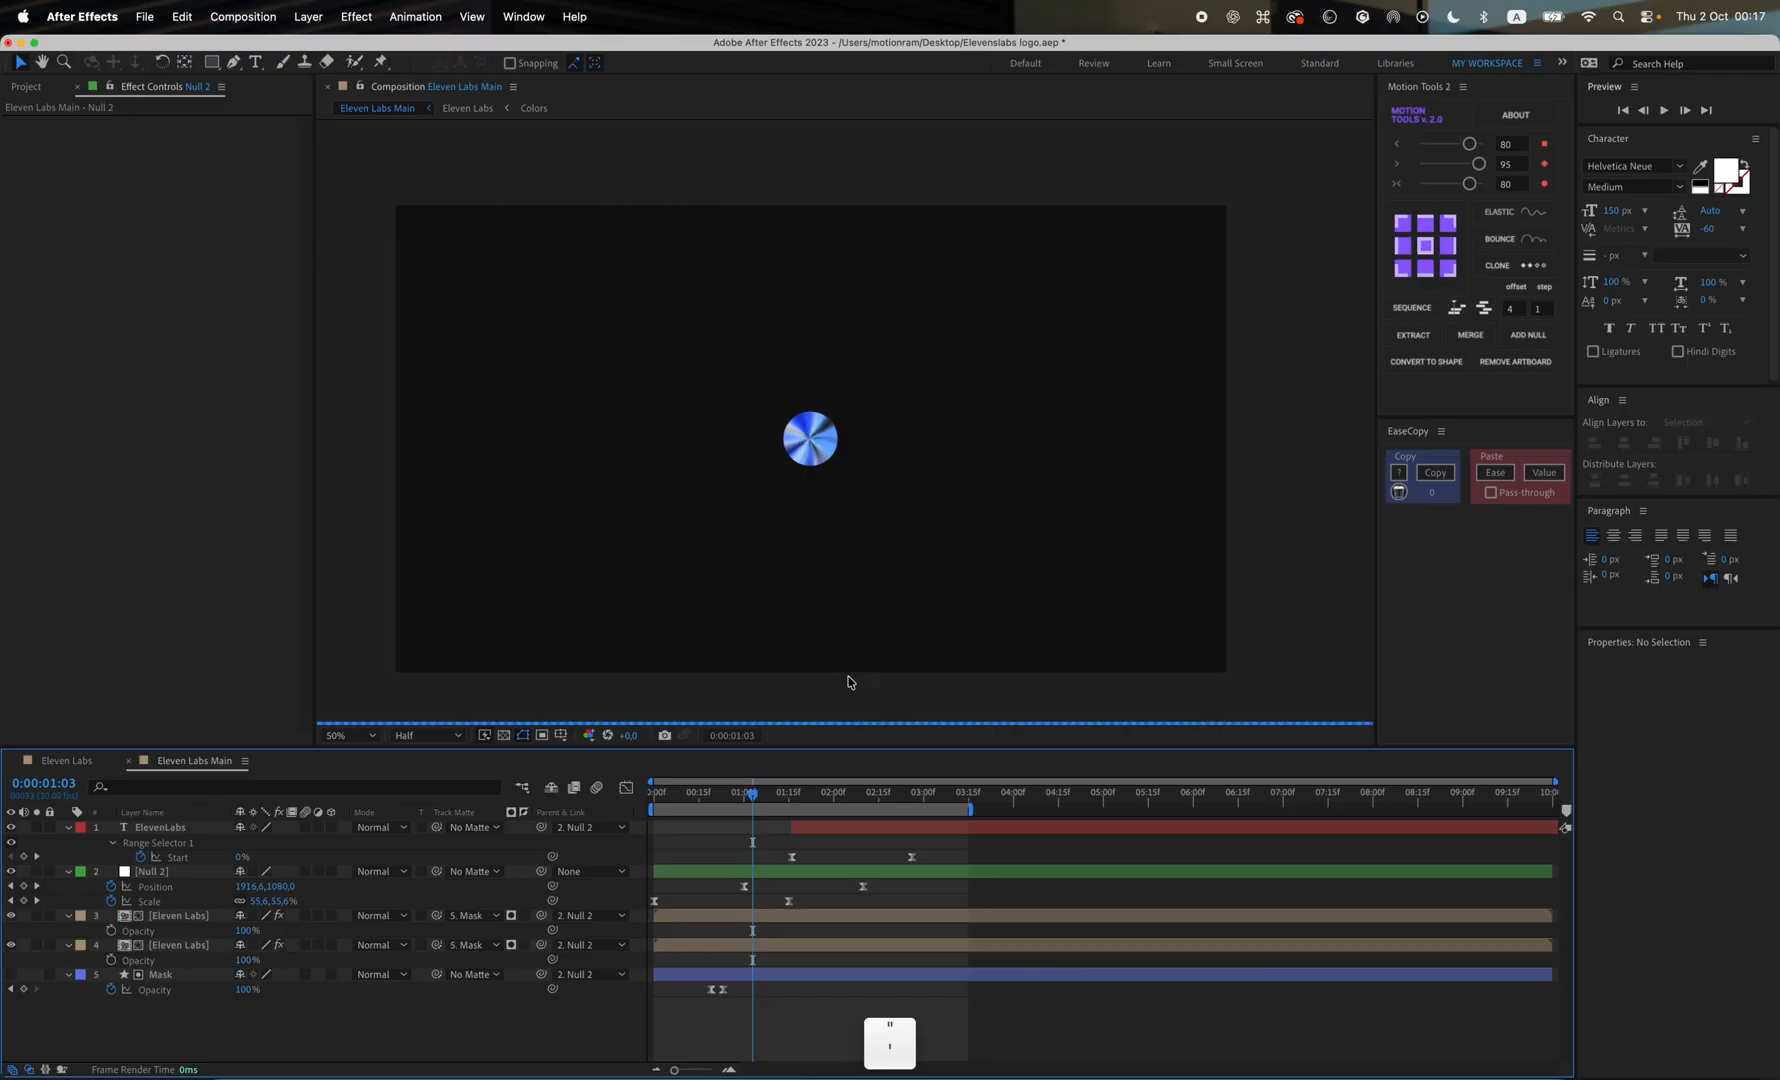 After Effects File Edit Composition Layer Effect Animation View Window Help A Thu 2 Oct 00:17
Adobe After Effects 2023 - /Users/motionram/Desktop/Elevenslabs logo.aep *
T Snapping Default Review Learn Small Screen Standard Libraries MY WORKSPACE Search Help
Project × Effect Controls Null 2
Eleven Labs Main - Null 2
× Composition Eleven Labs Main
Eleven Labs Main Eleven Labs Colors
50% Half +0,0 0:00:01:03
Motion Tools 2
MOTION
TOOLS v. 2.0
ABOUT
80
95
80
ELASTIC
BOUNCE
CLONE
offset step
SEQUENCE 4 1
EXTRACT MERGE ADD NULL
CONVERT TO SHAPE REMOVE ARTBOARD
EaseCopy
Copy Paste
? Copy Ease Value
0 Pass-through
Preview
Character
Helvetica Neue
Medium
150 px Auto
Metrics -60
- px
100 % 100 %
0 px 0 %
T T TT Tr T¹ T₁
Ligatures Hindi Digits
Align
Align Layers to: Selection
Distribute Layers:
Paragraph
0 px 0 px 0 px
0 px 0 px
Properties: No Selection
Eleven Labs × Eleven Labs Main
0:00:01:03
00033 (30.00 fps)
# Layer Name fx Mode T Track Matte Parent & Link
:00f 00:15f 01:0 01:15f 02:00f 02:15f 03:00f 03:15f 04:00f 04:15f 05:00f 05:15f 06:00f 06:15f 07:00f 07:15f 08:00f 08:15f 09:00f 09:15f 10:0
1 T ElevenLabs Normal No Matte 2. Null 2
Range Selector 1
Start 0%
2 [Null 2] Normal No Matte None
Position 1916,6,1080,0
Scale 55,6,55,6%
3 [Eleven Labs] fx Normal 5. Mask 2. Null 2
Opacity 100%
4 [Eleven Labs] fx Normal 5. Mask 2. Null 2
Opacity 100%
5 Mask Normal No Matte 2. Null 2
Opacity 100%
"
'
Frame Render Time 0ms